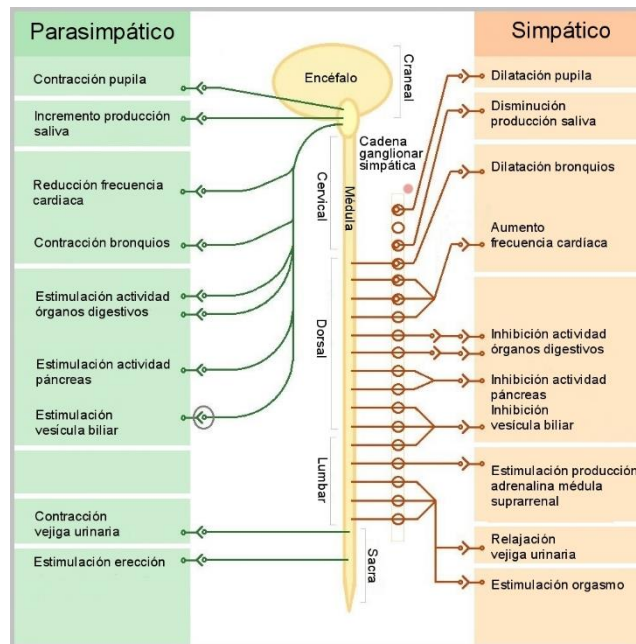 Parasimpático
Contracción pupila
Incremento producción
saliva
Reducción frecuencia
cardiaca
Contracción bronquios
Estimulación actividad
órganos digestivos
Estimulación actividad
páncreas
Estimulación
vesícula biliar
Contracción
vejiga urinaria
Estimulación erección
Encéfalo
Craneal
Cadena
ganglionar
simpática
Cervical
Médula
Dorsal
Lumbar
Sacra
Simpático
Dilatación pupila
Disminución
producción saliva
Dilatación bronquios
Aumento
frecuencia cardíaca
Inhibición actividad
órganos digestivos
Inhibición actividad
páncreas
Inhibición
vesícula biliar
Estimulación producción
adrenalina médula
suprarrenal
Relajación
vejiga urinaria
Estimulación orgasmo